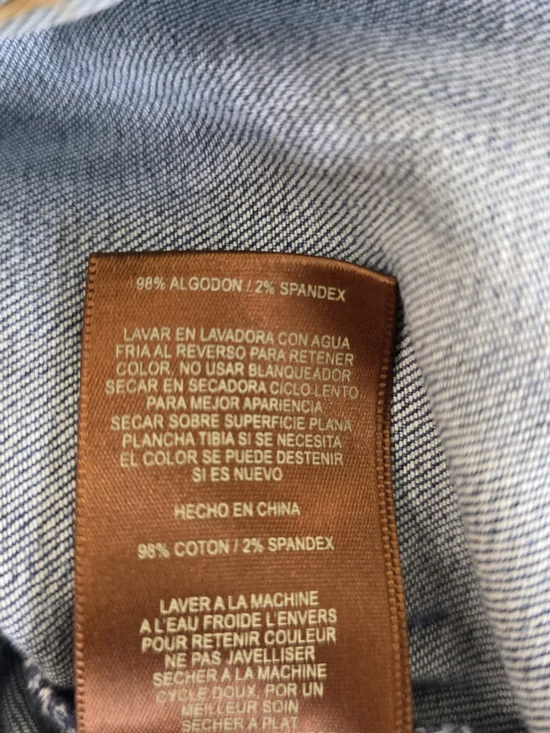 98% ALGODON / 2% SPANDEX
LAVAR EN LAVADORA CON AGUA
FRIA AL REVERSO PARA RETENER
COLOR. NO USAR BLANQUEADOR
SECAR EN SECADORA CICLO LENTO
PARA MEJOR APARIENCIA
SECAR SOBRE SUPERFICIE PLANA
PLANCHA TIBIA SI SE NECESITA
EL COLOR SE PUEDE DESTENIR
SI ES NUEVO
HECHO EN CHINA
98% COTON / 2% SPANDEX
LAVER A LA MACHINE
A L'EAU FROIDE L'ENVERS
POUR RETENIR COULEUR
NE PAS JAVELLISER
SECHER A LA MACHINE
CYCLE DOUX, POR UN
MEILLEUR SOIN
SECHER A PLAT